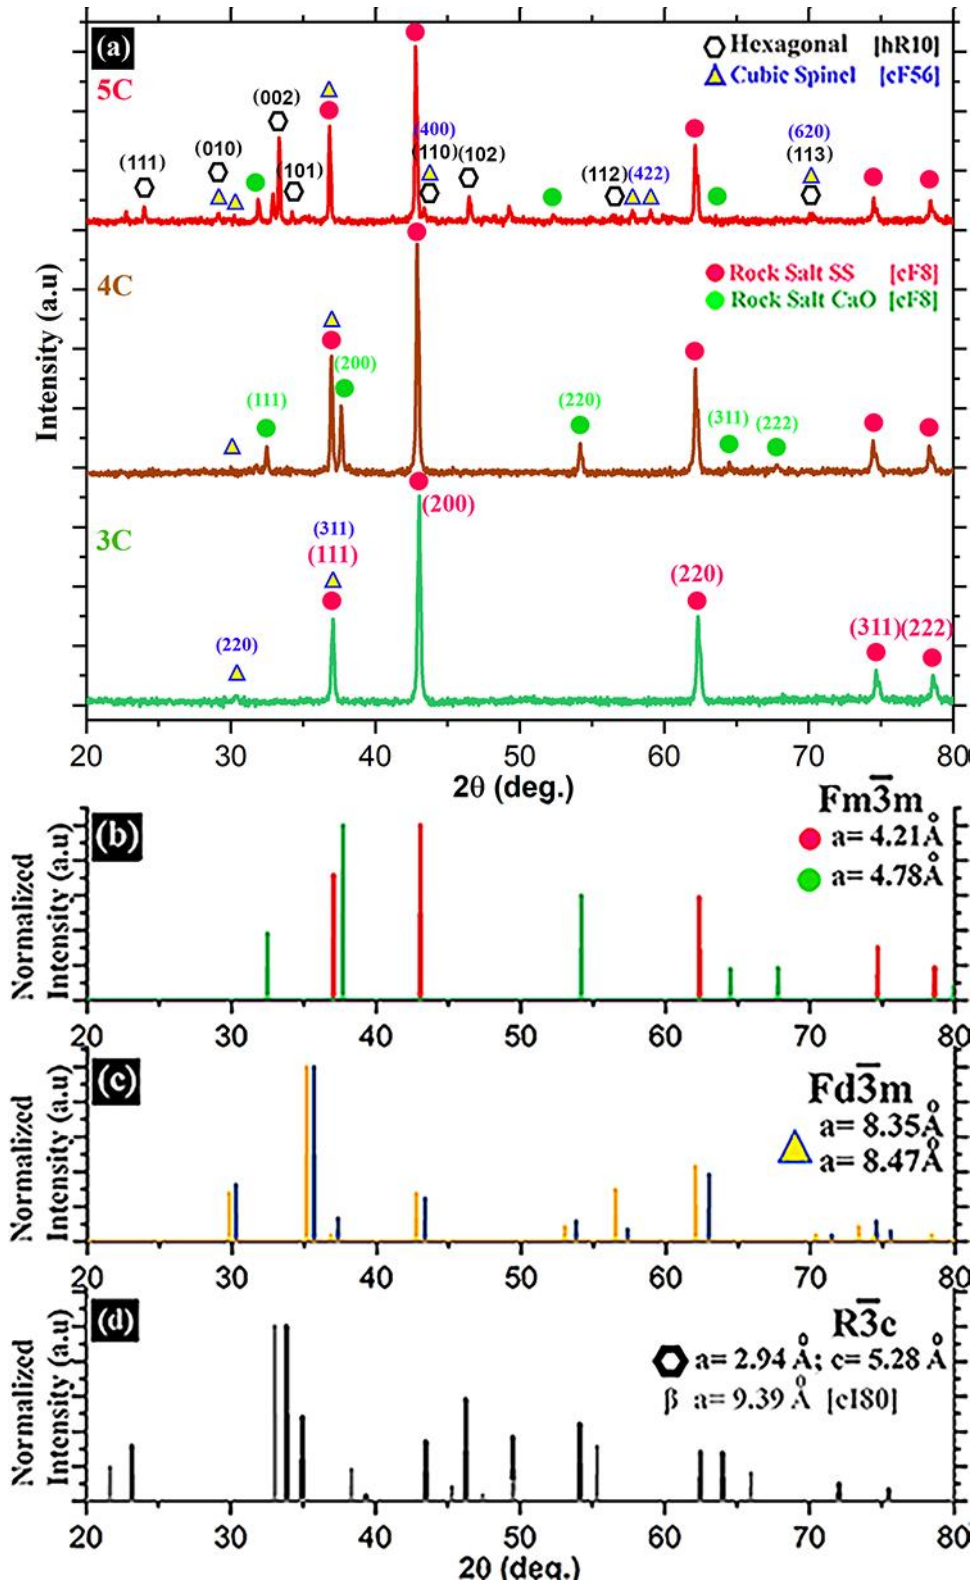 (a)
Hexagonal [hR10]
Cubic Spinel [cF56]
5C
(002)
(111)
(010)
(101)
(400)
(110)
(102)
(112)
(422)
(620)
(113)
Rock Salt SS [cF8]
Rock Salt CaO [cF8]
4C
(111)
(200)
(220)
(311)
(222)
3C
(220)
(311)
(111)
(200)
(220)
(311)
(222)
Intensity (a.u)
20 30 40 50 60 70 80
2θ (deg.)
(b)
Fm3̅m
a= 4.21Å
a= 4.78Å
Normalized
Intensity (a.u)
20 30 40 50 60 70 80
(c)
Fd3̅m
a= 8.35Å
a= 8.47Å
Normalized
Intensity (a.u)
20 30 40 50 60 70 80
(d)
R3̅c
a= 2.94 Å; c= 5.28 Å
β a= 9.39 Å [cI80]
Normalized
Intensity (a.u)
20 30 40 50 60 70 80
2θ (deg.)